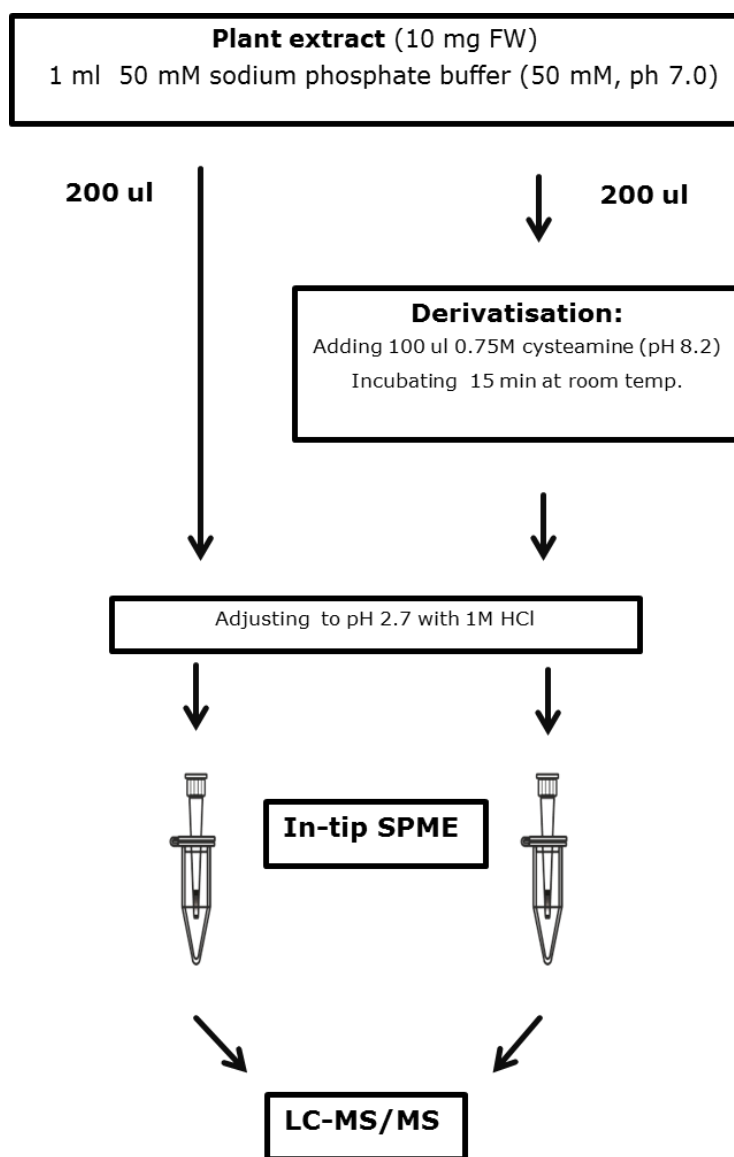 Plant extract (10 mg FW)
1 ml 50 mM sodium phosphate buffer (50 mM, ph 7.0)
200 ul
200 ul
Derivatisation:
Adding 100 ul 0.75M cysteamine (pH 8.2)
Incubating 15 min at room temp.
Adjusting to pH 2.7 with 1M HCl
In-tip SPME
LC-MS/MS